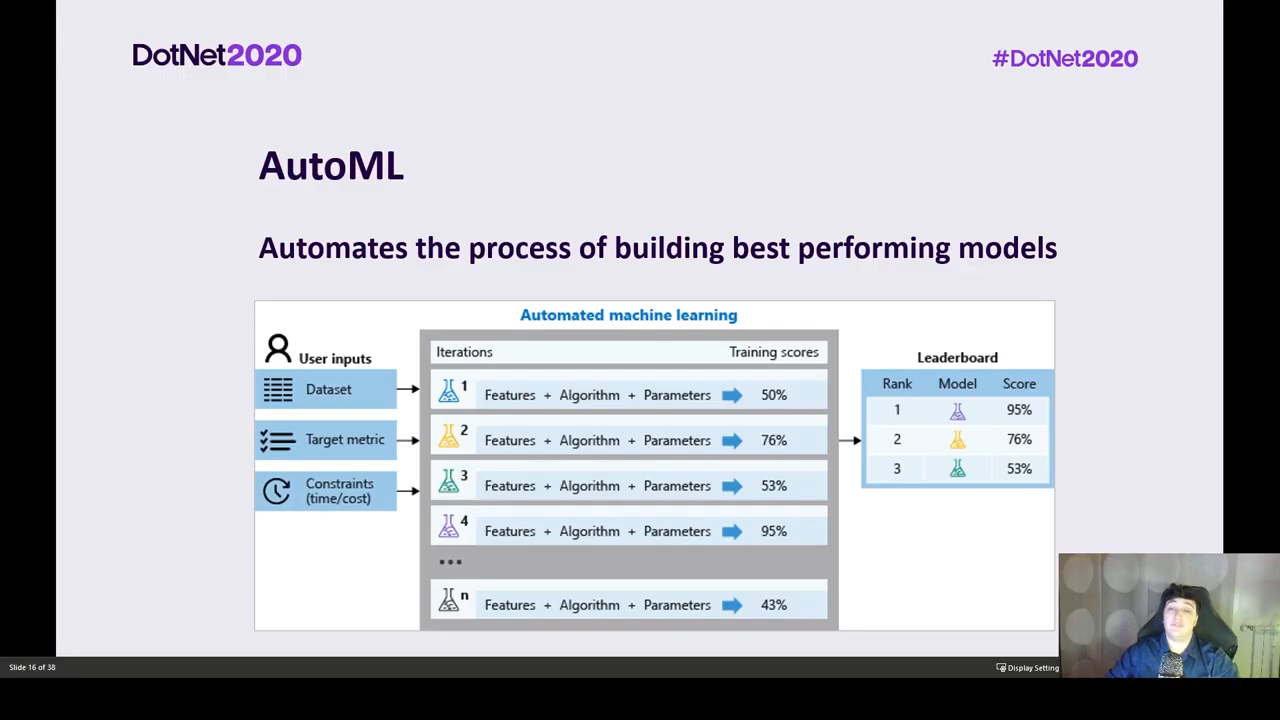 DotNet2020
#DotNet2020
AutoML
Automates the process of building best performing models
Automated machine learning
User inputs
Dataset
Target metric
Constraints
(time/cost)
Iterations Training scores
1 Features + Algorithm + Parameters 50%
2 Features + Algorithm + Parameters 76%
3 Features + Algorithm + Parameters 53%
4 Features + Algorithm + Parameters 95%
...
n Features + Algorithm + Parameters 43%
Leaderboard
Rank Model Score
1 95%
2 76%
3 53%
Slide 16 of 38
Display Setting